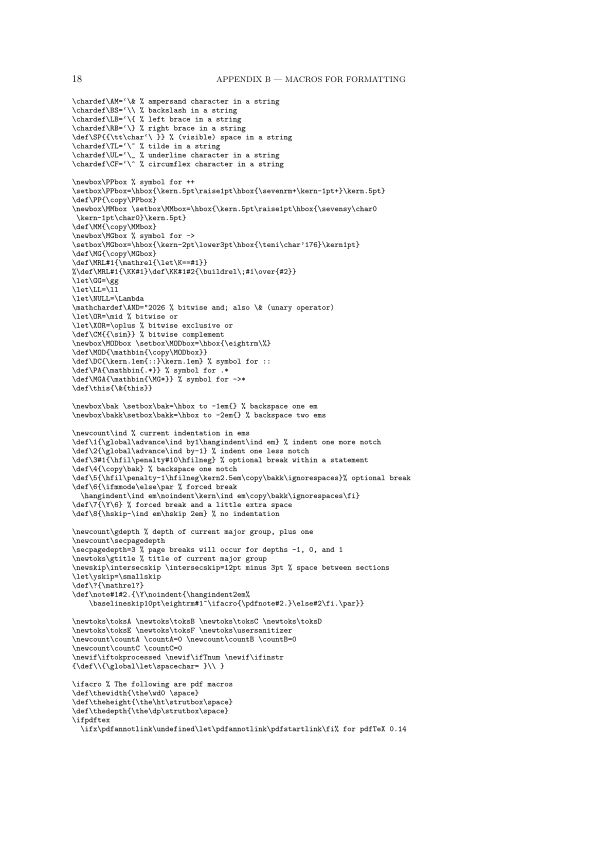 18 APPENDIX B — MACROS FOR FORMATTING
\chardef\AM=`\& % ampersand character in a string
\chardef\BS=`\\ % backslash in a string
\chardef\LB=`\{ % left brace in a string
\chardef\RB=`\} % right brace in a string
\def\SP{{\tt\char`\ }} % (visible) space in a string
\chardef\TL=`\~ % tilde in a string
\chardef\UL=`\_ % underline character in a string
\chardef\CF=`\^ % circumflex character in a string
\newbox\PPbox % symbol for ++
\setbox\PPbox=\hbox{\kern.5pt\raise1pt\hbox{\sevenrm+\kern-1pt+}\kern.5pt}
\def\PP{\copy\PPbox}
\newbox\MMbox \setbox\MMbox=\hbox{\kern.5pt\raise1pt\hbox{\sevensy\char0
\kern-1pt\char0}\kern.5pt}
\def\MM{\copy\MMbox}
\newbox\MGbox % symbol for ->
\setbox\MGbox=\hbox{\kern-2pt\lower3pt\hbox{\teni\char'176}\kern1pt}
\def\MG{\copy\MGbox}
\def\MRL#1{\mathrel{\let\K==#1}}
%\def\MRL#1{\KK#1}\def\KK#1#2{\buildrel\;#1\over{#2}}
\let\GG=\gg
\let\LL=\ll
\let\NULL=\Lambda
\mathchardef\AND="2026 % bitwise and; also \& (unary operator)
\let\OR=\mid % bitwise or
\let\XOR=\oplus % bitwise exclusive or
\def\CM{{\sim}} % bitwise complement
\newbox\MODbox \setbox\MODbox=\hbox{\eightrm\%}
\def\MOD{\mathbin{\copy\MODbox}}
\def\DC{\kern.1em{::}\kern.1em} % symbol for ::
\def\PA{\mathbin{.*}} % symbol for .*
\def\MGA{\mathbin{\MG*}} % symbol for ->*
\def\this{\&{this}}
\newbox\bak \setbox\bak=\hbox to -1em{} % backspace one em
\newbox\bakk\setbox\bakk=\hbox to -2em{} % backspace two ems
\newcount\ind % current indentation in ems
\def\1{\global\advance\ind by1\hangindent\ind em} % indent one more notch
\def\2{\global\advance\ind by-1} % indent one less notch
\def\3#1{\hfil\penalty#10\hfilneg} % optional break within a statement
\def\4{\copy\bak} % backspace one notch
\def\5{\hfil\penalty-1\hfilneg\kern2.5em\copy\bakk\ignorespaces}% optional break
\def\6{\ifmmode\else\par % forced break
\hangindent\ind em\noindent\kern\ind em\copy\bakk\ignorespaces\fi}
\def\7{\Y\6} % forced break and a little extra space
\def\8{\hskip-\ind em\hskip 2em} % no indentation
\newcount\gdepth % depth of current major group, plus one
\newcount\secpagedepth
\secpagedepth=3 % page breaks will occur for depths -1, 0, and 1
\newtoks\gtitle % title of current major group
\newskip\intersecskip \intersecskip=12pt minus 3pt % space between sections
\let\yskip=\smallskip
\def\?{\mathrel?}
\def\note#1#2.{\Y\noindent{\hangindent2em%
\baselineskip10pt\eightrm#1~\ifacro{\pdfnote#2.}\else#2\fi.\par}}
\newtoks\toksA \newtoks\toksB \newtoks\toksC \newtoks\toksD
\newtoks\toksE \newtoks\toksF \newtoks\usersanitizer
\newcount\countA \countA=0 \newcount\countB \countB=0
\newcount\countC \countC=0
\newif\iftokprocessed \newif\ifTnum \newif\ifinstr
{\def\\{\global\let\spacechar= }\\ }
\ifacro % The following are pdf macros
\def\thewidth{\the\wd0 \space}
\def\theheight{\the\ht\strutbox\space}
\def\thedepth{\the\dp\strutbox\space}
\ifpdftex
\ifx\pdfannotlink\undefined\let\pdfannotlink\pdfstartlink\fi% for pdfTeX 0.14